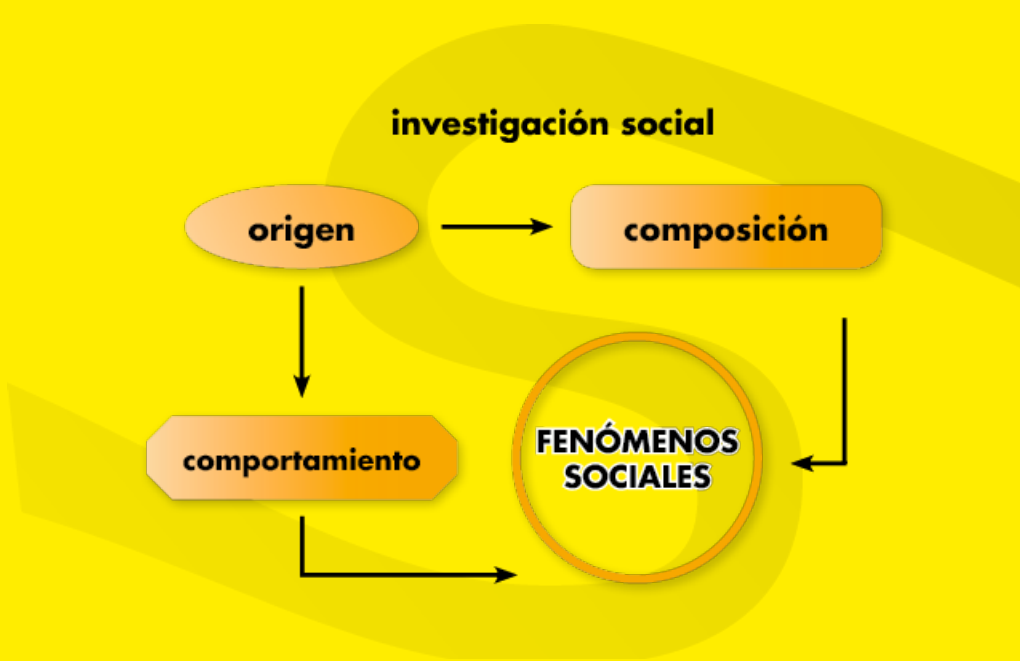 investigación social
origen
composición
comportamiento
FENÓMENOS
SOCIALES